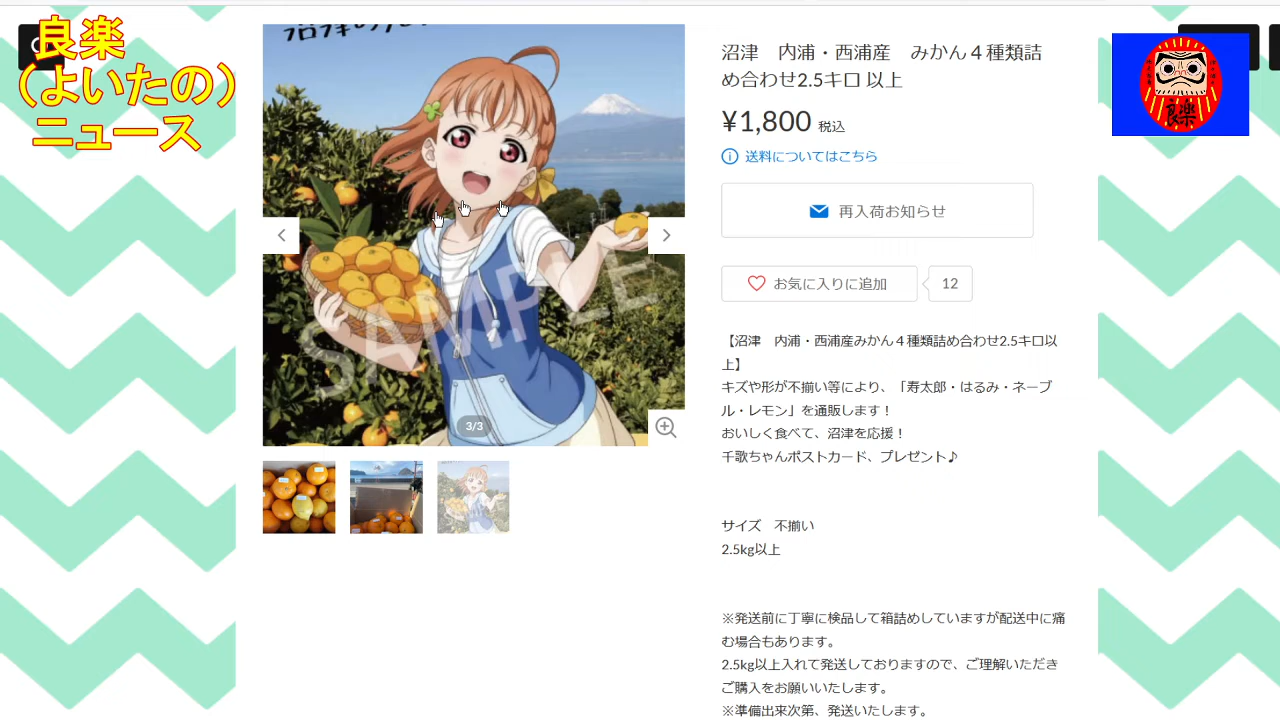 良楽
（よいたの）
ニュース
SAMPLE
3/3
沼津　内浦・西浦産　みかん４種類詰
め合わせ2.5キロ 以上
¥1,800 税込
送料についてはこちら
再入荷お知らせ
お気に入りに追加
12
【沼津　内浦・西浦産みかん４種類詰め合わせ2.5キロ以
上】
キズや形が不揃い等により、「寿太郎・はるみ・ネーブ
ル・レモン」を通販します！
おいしく食べて、沼津を応援！
千歌ちゃんポストカード、プレゼント♪
サイズ　不揃い
2.5kg以上
※発送前に丁寧に検品して箱詰めしていますが配送中に痛
む場合もあります。
2.5kg以上入れて発送しておりますので、ご理解いただき
ご購入をお願いいたします。
※準備出来次第、発送いたします。
良楽